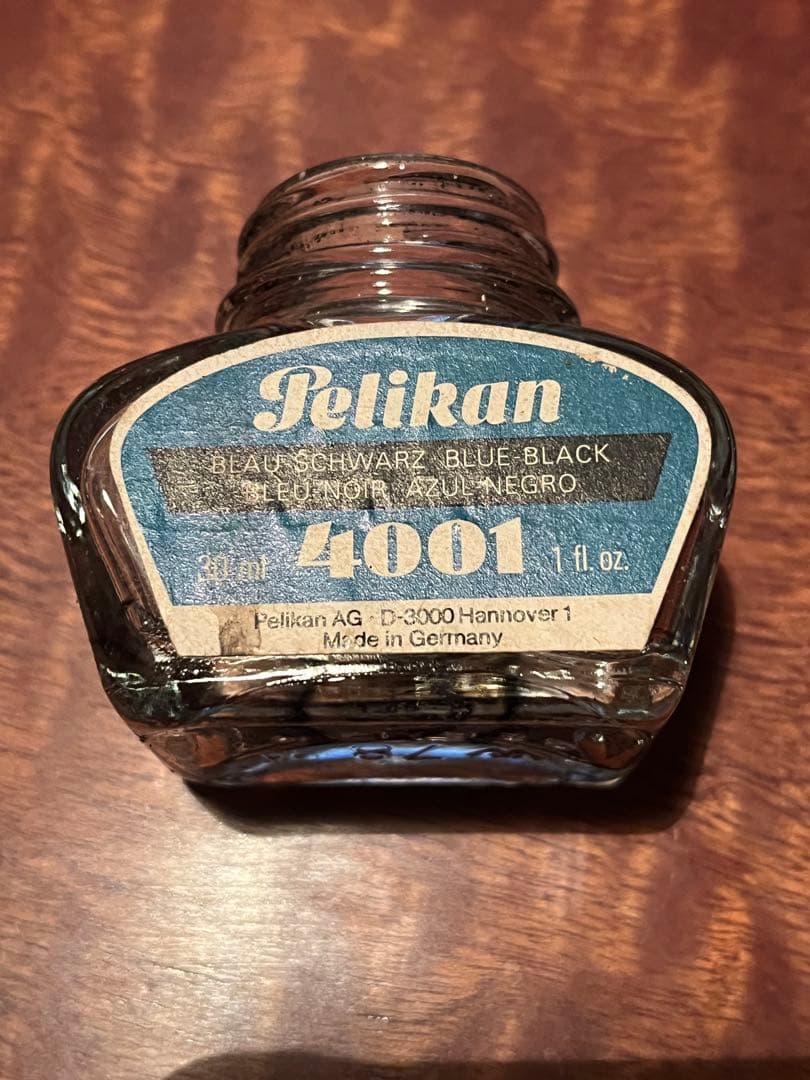 Pelikan
BLAU-SCHWARZ BLUE BLACK
BLEU-NOIR AZUL-NEGRO
30 ml 4001 1 fl. oz.
Pelikan AG · D-3000 Hannover 1
Made in Germany